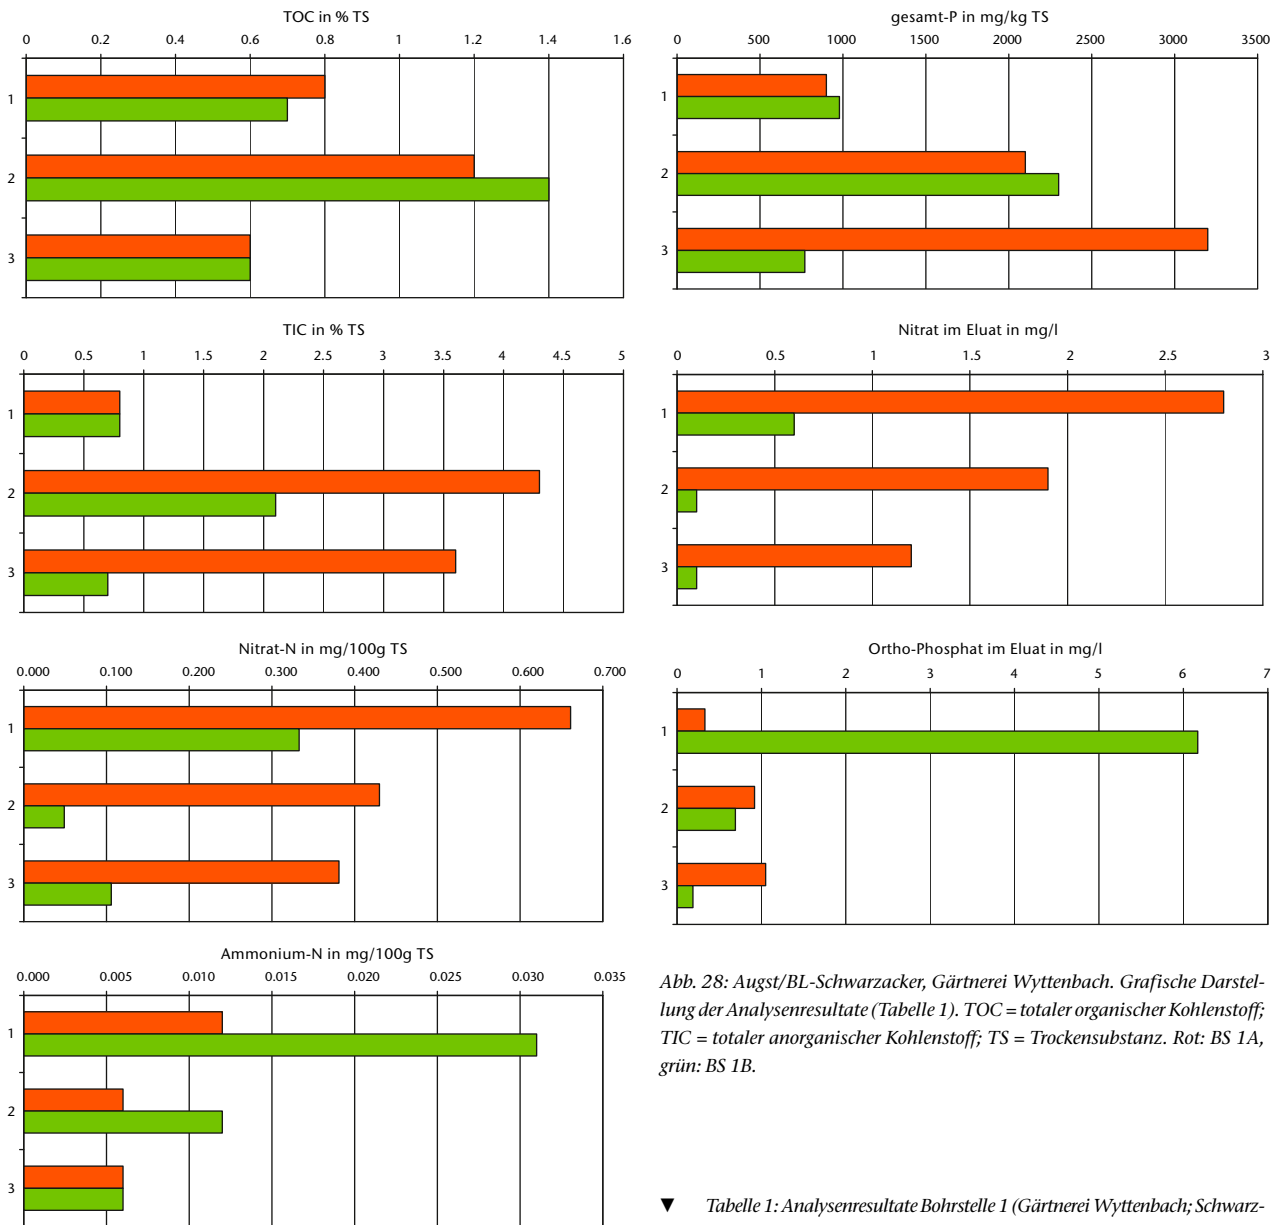 TOC in % TS
0 0.2 0.4 0.6 0.8 1 1.2 1.4 1.6
1
2
3
TIC in % TS
0 0.5 1 1.5 2 2.5 3 3.5 4 4.5 5
1
2
3
Nitrat-N in mg/100g TS
0.000 0.100 0.200 0.300 0.400 0.500 0.600 0.700
1
2
3
Ammonium-N in mg/100g TS
0.000 0.005 0.010 0.015 0.020 0.025 0.030 0.035
1
2
3
gesamt-P in mg/kg TS
0 500 1000 1500 2000 2500 3000 3500
1
2
3
Nitrat im Eluat in mg/l
0 0.5 1 1.5 2 2.5 3
1
2
3
Ortho-Phosphat im Eluat in mg/l
0 1 2 3 4 5 6 7
1
2
3
Abb. 28: Augst/BL-Schwarzacker, Gärtnerei Wyttenbach. Grafische Darstel-
lung der Analysenresultate (Tabelle 1). TOC = totaler organischer Kohlenstoff;
TIC = totaler anorganischer Kohlenstoff; TS = Trockensubstanz. Rot: BS 1A,
grün: BS 1B.
▼ Tabelle 1: Analysenresultate Bohrstelle 1 (Gärtnerei Wyttenbach; Schwarz-